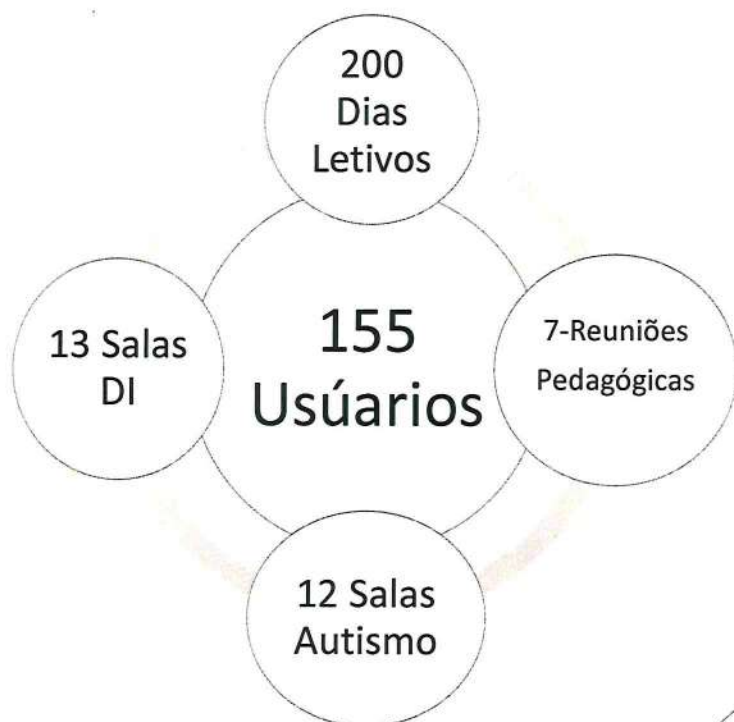 200
Dias
Letivos
13 Salas
DI
155
Usúarios
7-Reuniões
Pedagógicas
12 Salas
Autismo